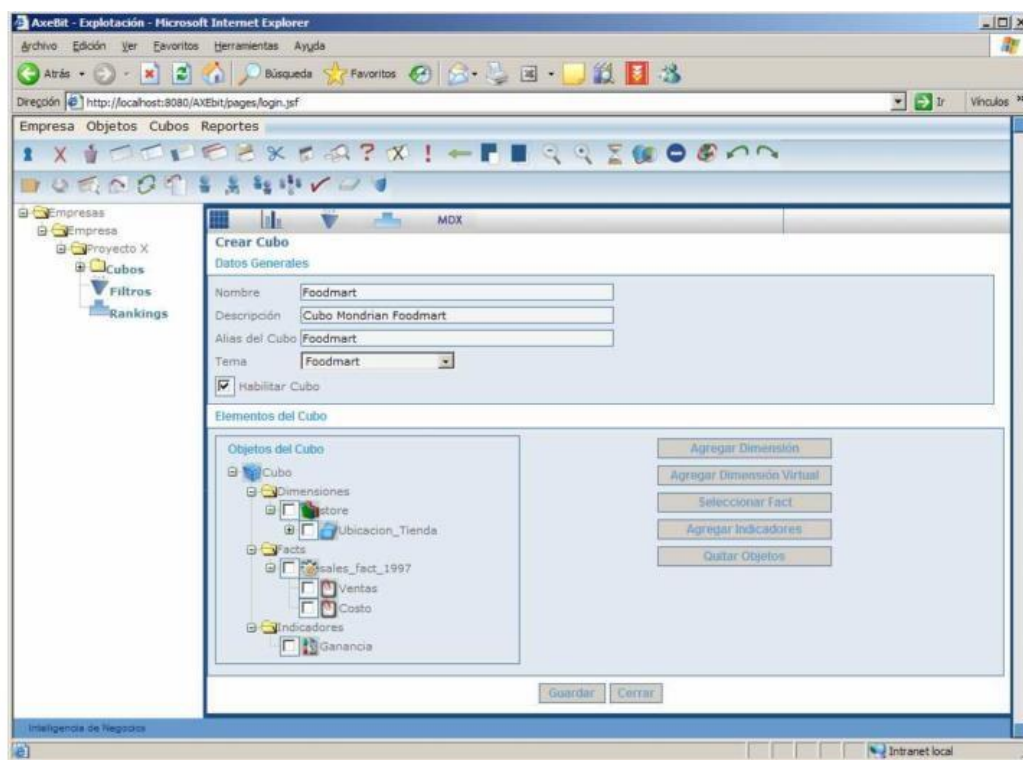 AxeBit - Explotación - Microsoft Internet Explorer
Archivo Edición Ver Favoritos Herramientas Ayuda
Atrás Búsqueda Favoritos
Dirección http://localhost:8080/AXEbit/pages/login.jsf Ir Vínculos »
Empresa Objetos Cubos Reportes
Empresas
Empresa
Proyecto X
Cubos
Filtros
Rankings
MDX
Crear Cubo
Datos Generales
Nombre Foodmart
Descripción Cubo Mondrian Foodmart
Alias del Cubo Foodmart
Tema Foodmart
Habilitar Cubo
Elementos del Cubo
Objetos del Cubo
Cubo
Dimensiones
store
Ubicacion_Tienda
Facts
sales_fact_1997
Ventas
Costo
Indicadores
Ganancia
Agregar Dimensión
Agregar Dimensión Virtual
Seleccionar Fact
Agregar Indicadores
Quitar Objetos
Guardar Cerrar
Inteligencia de Negocios
Intranet local